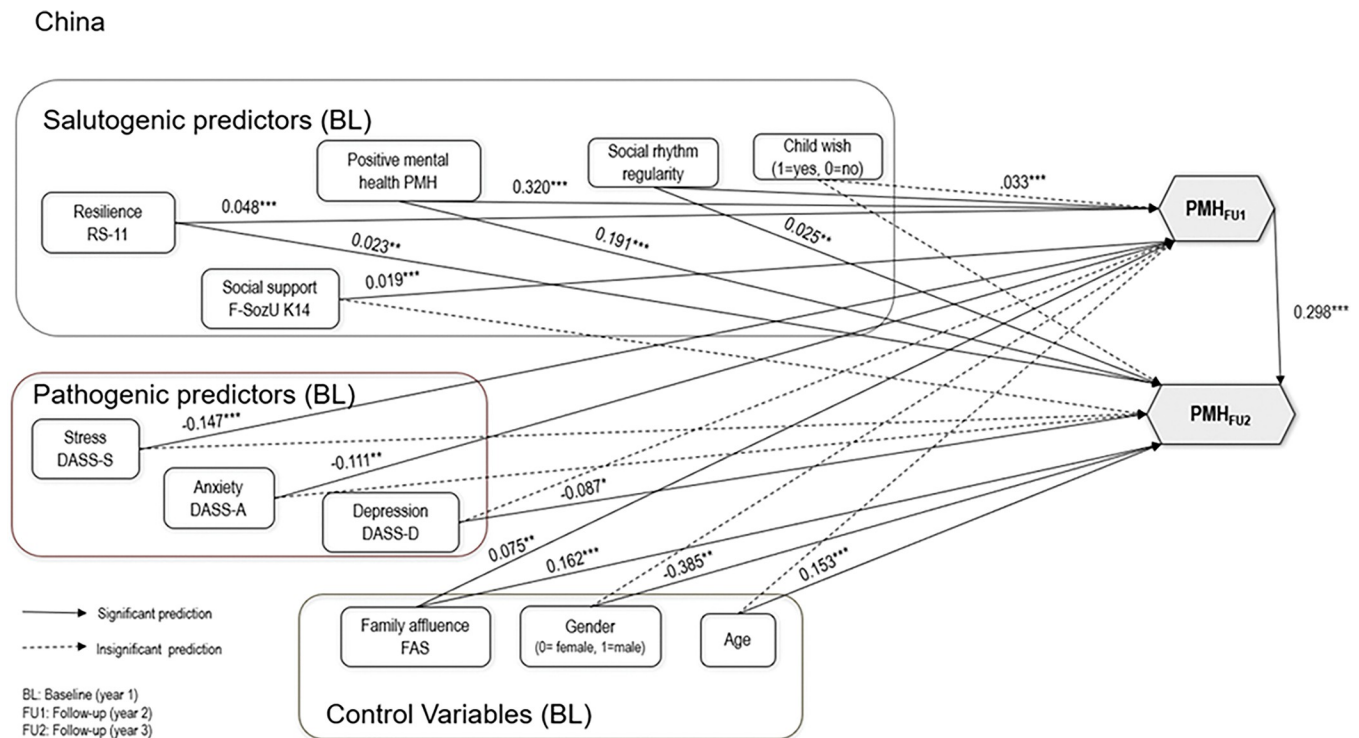 China
Salutogenic predictors (BL)
Positive mental
health PMH
Social rhythm
regularity
Child wish
(1=yes, 0=no)
Resilience
RS-11
Social support
F-SozU K14
0.048***
0.320***
.033***
0.023**
0.191***
0.025**
0.019***
PMHFU1
0.298***
PMHFU2
Pathogenic predictors (BL)
Stress
DASS-S
Anxiety
DASS-A
Depression
DASS-D
-0.147***
-0.111**
-0.087*
0.075**
0.162***
-0.385**
0.153***
Family affluence
FAS
Gender
(0= female, 1=male)
Age
Control Variables (BL)
Significant prediction
Insignificant prediction
BL: Baseline (year 1)
FU1: Follow-up (year 2)
FU2: Follow-up (year 3)